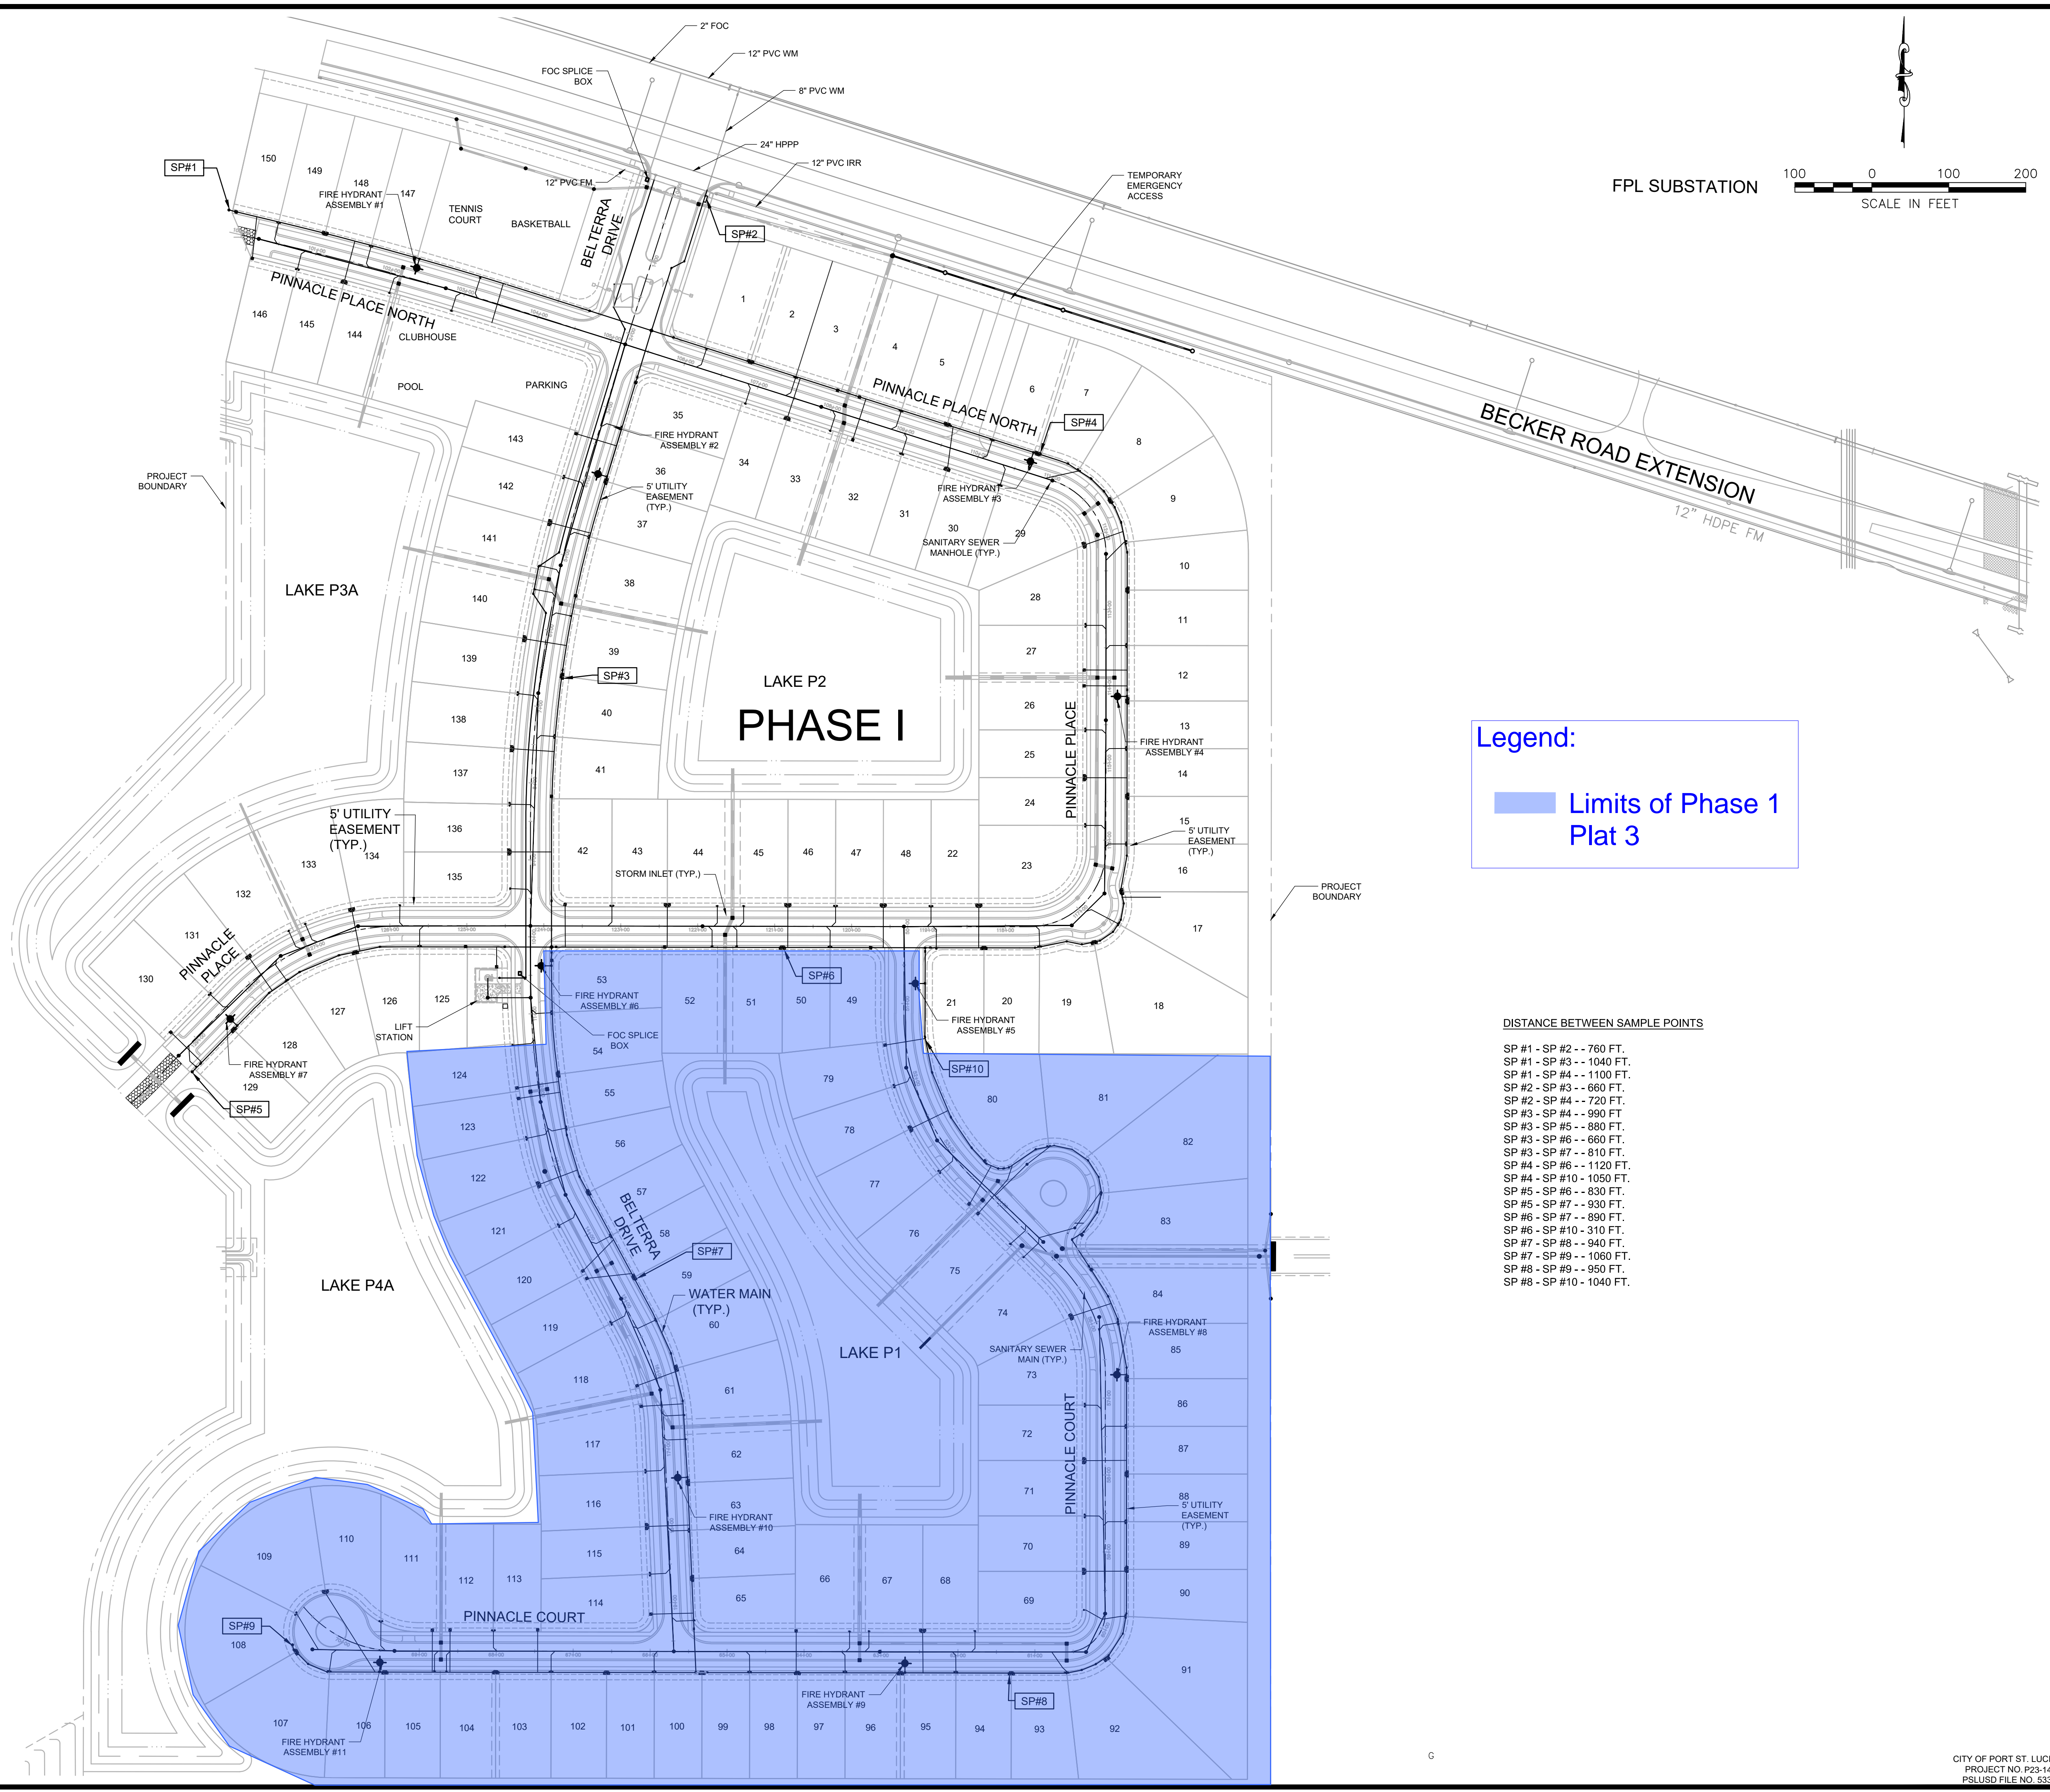 2" FOC
12" PVC WM
FOC SPLICE
BOX
8" PVC WM
24" HPPP
12" PVC IRR
12" PVC FM
TEMPORARY
EMERGENCY
ACCESS
FPL SUBSTATION
100 0 100 200
SCALE IN FEET
SP#1
150
149
148
147
FIRE HYDRANT
ASSEMBLY #1
TENNIS
COURT
BASKETBALL
BELTERRA
DRIVE
SP#2
PINNACLE PLACE NORTH
146
145
144
CLUBHOUSE
POOL
PARKING
1
2
3
4
5
6
7
8
9
10
11
12
13
14
15
16
17
18
19
20
21
PINNACLE PLACE NORTH
SP#4
BECKER ROAD EXTENSION
12" HDPE FM
143
142
141
140
139
138
137
136
135
134
133
132
131
130
35
FIRE HYDRANT
ASSEMBLY #2
36
5' UTILITY
EASEMENT
(TYP.)
37
38
39
40
41
34
33
32
31
30
29
28
27
26
25
24
23
22
FIRE HYDRANT
ASSEMBLY #3
SANITARY SEWER
MANHOLE (TYP.)
PROJECT
BOUNDARY
LAKE P3A
SP#3
LAKE P2
PHASE I
PINNACLE PLACE
FIRE HYDRANT
ASSEMBLY #4
5' UTILITY
EASEMENT
(TYP.)
Legend:
Limits of Phase 1
Plat 3
5' UTILITY
EASEMENT
(TYP.)
42
43
44
45
46
47
48
STORM INLET (TYP,)
PROJECT
BOUNDARY
PINNACLE
PLACE
129
128
127
126
125
LIFT
STATION
FIRE HYDRANT
ASSEMBLY #7
SP#5
53
52
51
50
49
SP#6
FIRE HYDRANT
ASSEMBLY #6
FOC SPLICE
BOX
FIRE HYDRANT
ASSEMBLY #5
SP#10
54
55
56
57
58
59
60
61
62
63
64
65
124
123
122
121
120
119
118
117
116
115
114
79
78
77
76
75
74
73
72
71
70
69
80
81
82
83
84
85
86
87
88
89
90
91
BELTERRA
DRIVE
SP#7
WATER MAIN
(TYP.)
LAKE P1
LAKE P4A
SANITARY SEWER
MAIN (TYP.)
FIRE HYDRANT
ASSEMBLY #8
PINNACLE COURT
5' UTILITY
EASEMENT
(TYP.)
FIRE HYDRANT
ASSEMBLY #10
66
67
68
109
110
111
112
113
PINNACLE COURT
SP#9
108
107
106
105
104
103
102
101
100
99
98
97
96
95
94
93
92
FIRE HYDRANT
ASSEMBLY #11
FIRE HYDRANT
ASSEMBLY #9
SP#8
DISTANCE BETWEEN SAMPLE POINTS
SP #1 - SP #2 - - 760 FT.
SP #1 - SP #3 - - 1040 FT.
SP #1 - SP #4 - - 1100 FT.
SP #2 - SP #3 - - 660 FT.
SP #2 - SP #4 - - 720 FT.
SP #3 - SP #4 - - 990 FT
SP #3 - SP #5 - - 880 FT.
SP #3 - SP #6 - - 660 FT.
SP #3 - SP #7 - - 810 FT.
SP #4 - SP #6 - - 1120 FT.
SP #4 - SP #10 - 1050 FT.
SP #5 - SP #6 - - 830 FT.
SP #5 - SP #7 - - 930 FT.
SP #6 - SP #7 - - 890 FT.
SP #6 - SP #10 - 310 FT.
SP #7 - SP #8 - - 940 FT.
SP #7 - SP #9 - - 1060 FT.
SP #8 - SP #9 - - 950 FT.
SP #8 - SP #10 - 1040 FT.
G
CITY OF PORT ST. LUCI
PROJECT NO. P23-14
PSLUSD FILE NO. 533